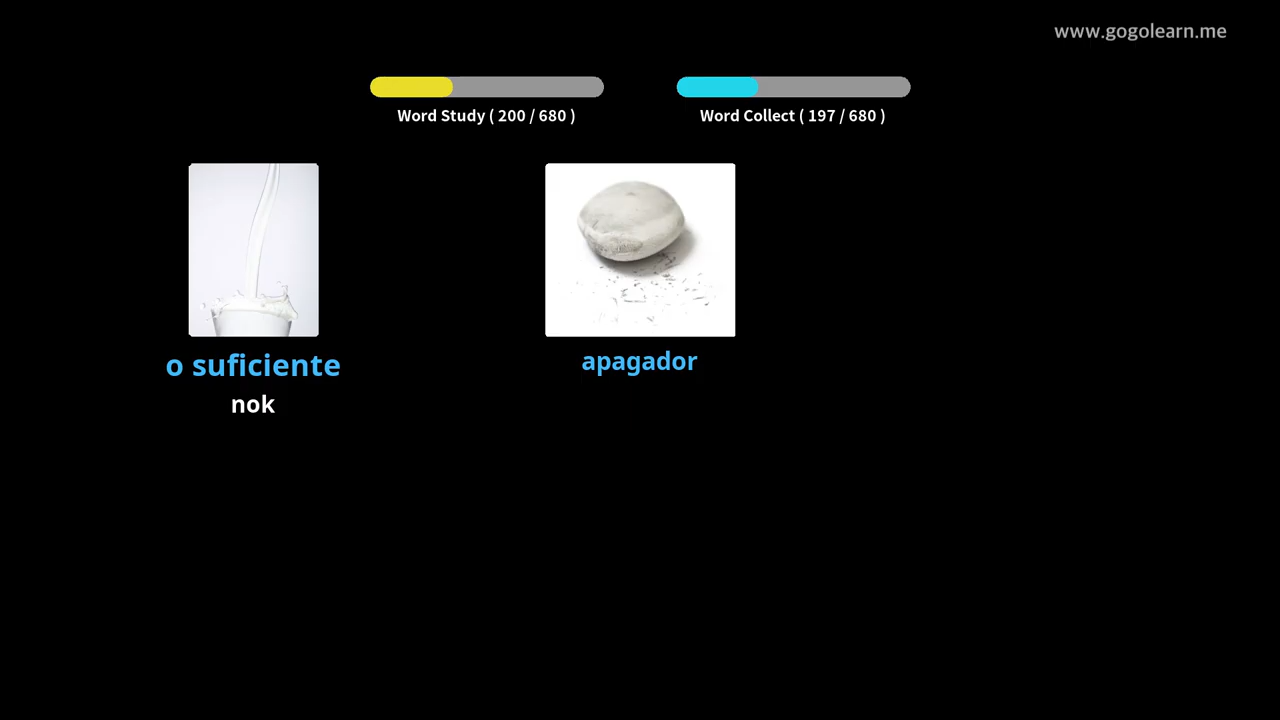 www.gogolearn.me
Word Study ( 200 / 680 )
Word Collect ( 197 / 680 )
o suficiente
nok
apagador